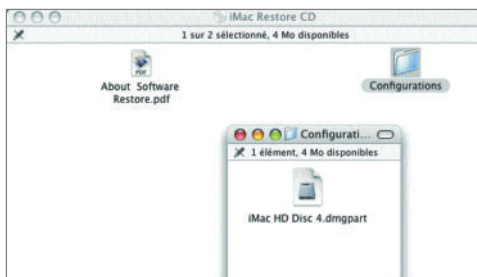 iMac Restore CD
1 sur 2 sélectionné, 4 Mo disponibles
PDF
About Software
Restore.pdf
Configurations
Configurati...
1 élément, 4 Mo disponibles
iMac HD Disc 4.dmgpart